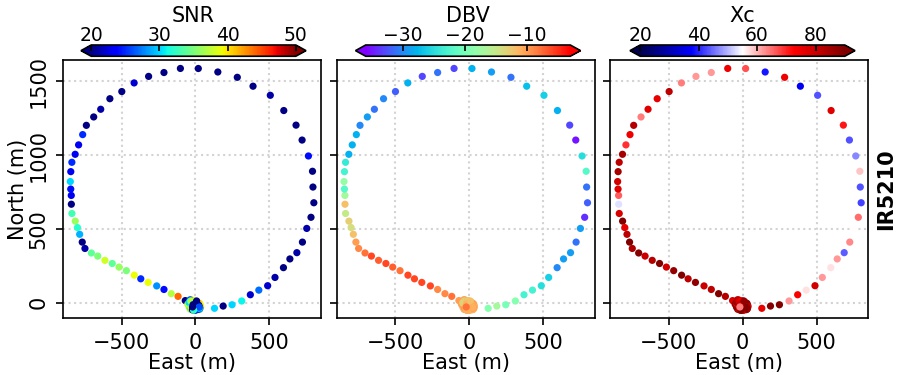 SNR DBV Xc
20 30 40 50 −30 −20 −10 20 40 60 80
North (m)
1500
1000
500
0
IR5210
−500 0 500 −500 0 500 −500 0 500
East (m) East (m) East (m)